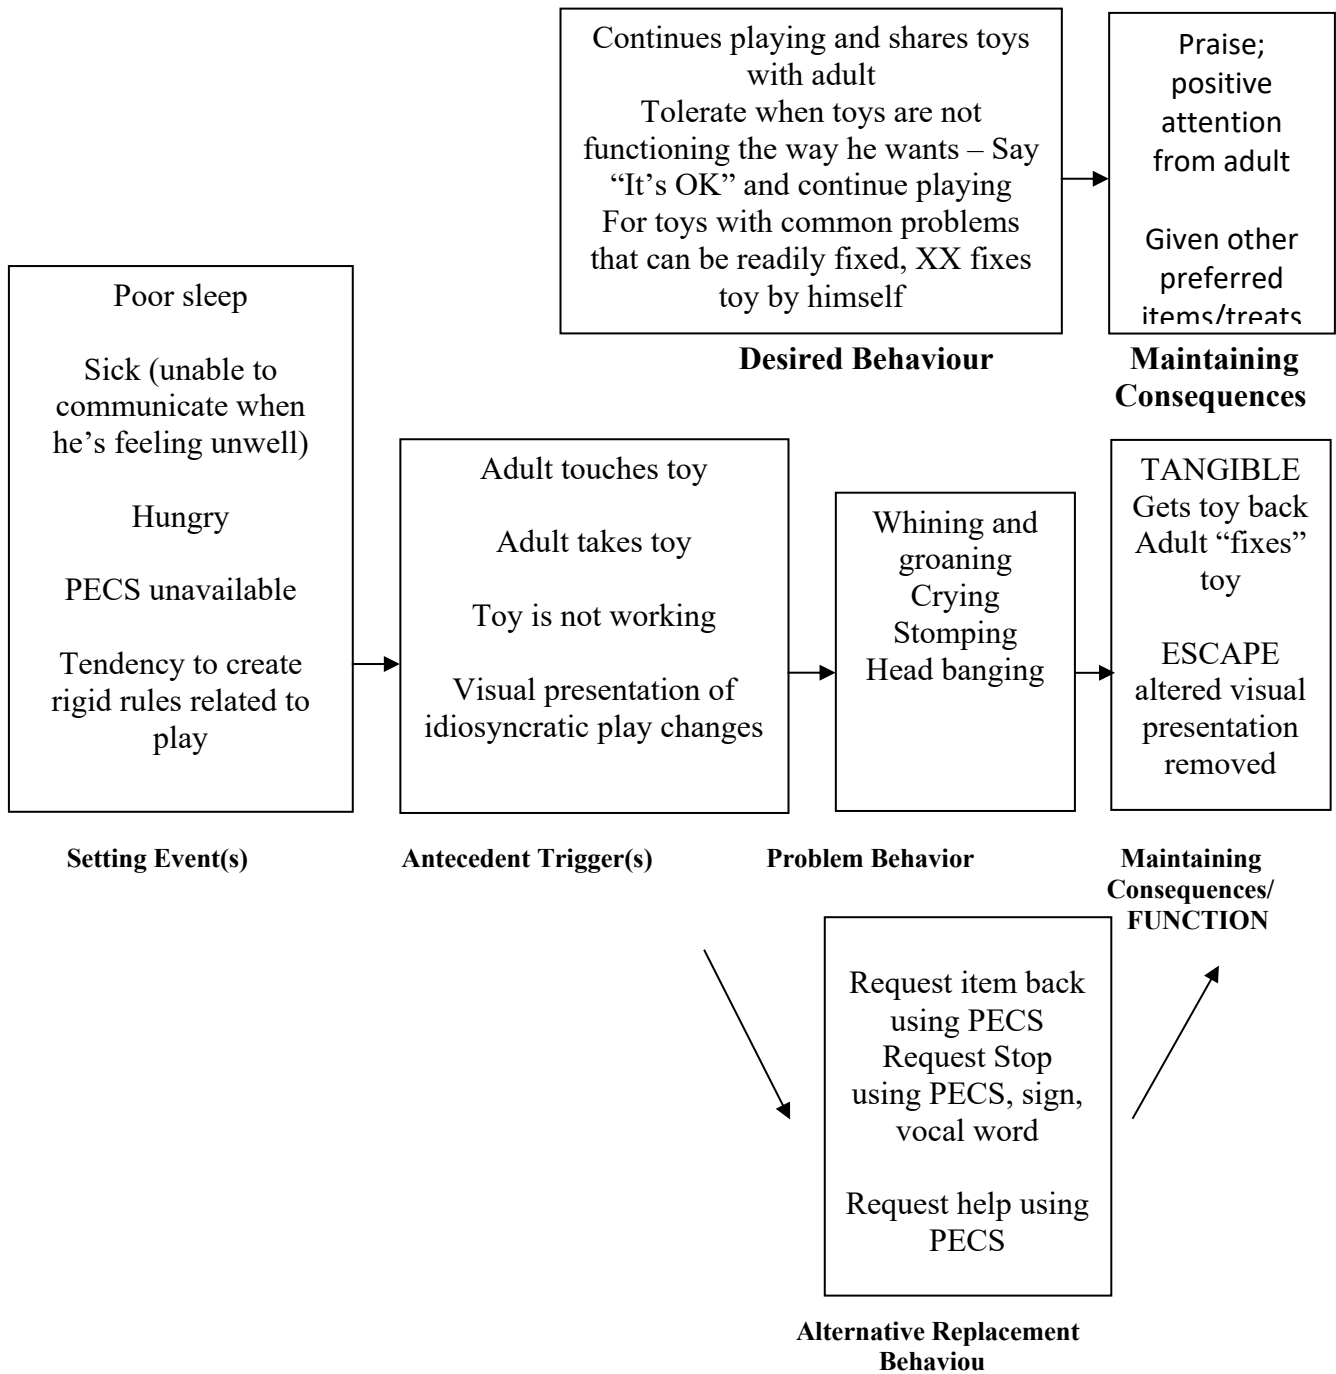 Continues playing and shares toys
with adult
Tolerate when toys are not
functioning the way he wants – Say
“It’s OK” and continue playing
For toys with common problems
that can be readily fixed, XX fixes
toy by himself
Desired Behaviour
Praise;
positive
attention
from adult
Given other
preferred
items/treats
Maintaining
Consequences
Poor sleep
Sick (unable to
communicate when
he’s feeling unwell)
Hungry
PECS unavailable
Tendency to create
rigid rules related to
play
Setting Event(s)
Adult touches toy
Adult takes toy
Toy is not working
Visual presentation of
idiosyncratic play changes
Antecedent Trigger(s)
Whining and
groaning
Crying
Stomping
Head banging
Problem Behavior
TANGIBLE
Gets toy back
Adult “fixes”
toy
ESCAPE
altered visual
presentation
removed
Maintaining
Consequences/
FUNCTION
Request item back
using PECS
Request Stop
using PECS, sign,
vocal word
Request help using
PECS
Alternative Replacement
Behaviou